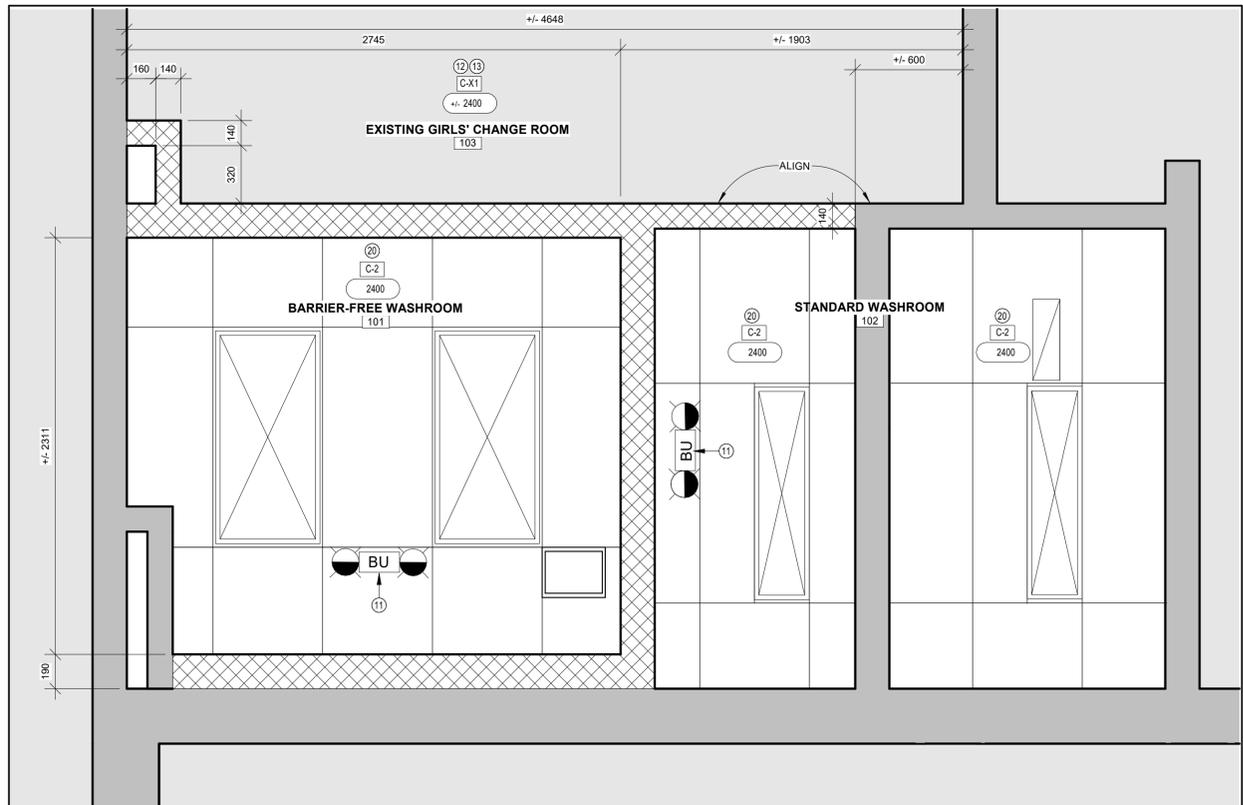 +/- 4648
2745
+/- 1903
+/- 600
160
140
12 13
C-X1
+/- 2400
EXISTING GIRLS' CHANGE ROOM
103
140
320
ALIGN
140
20
C-2
2400
BARRIER-FREE WASHROOM
101
STANDARD WASHROOM
102
20
C-2
2400
20
C-2
2400
+/- 2311
BU
11
BU
11
190